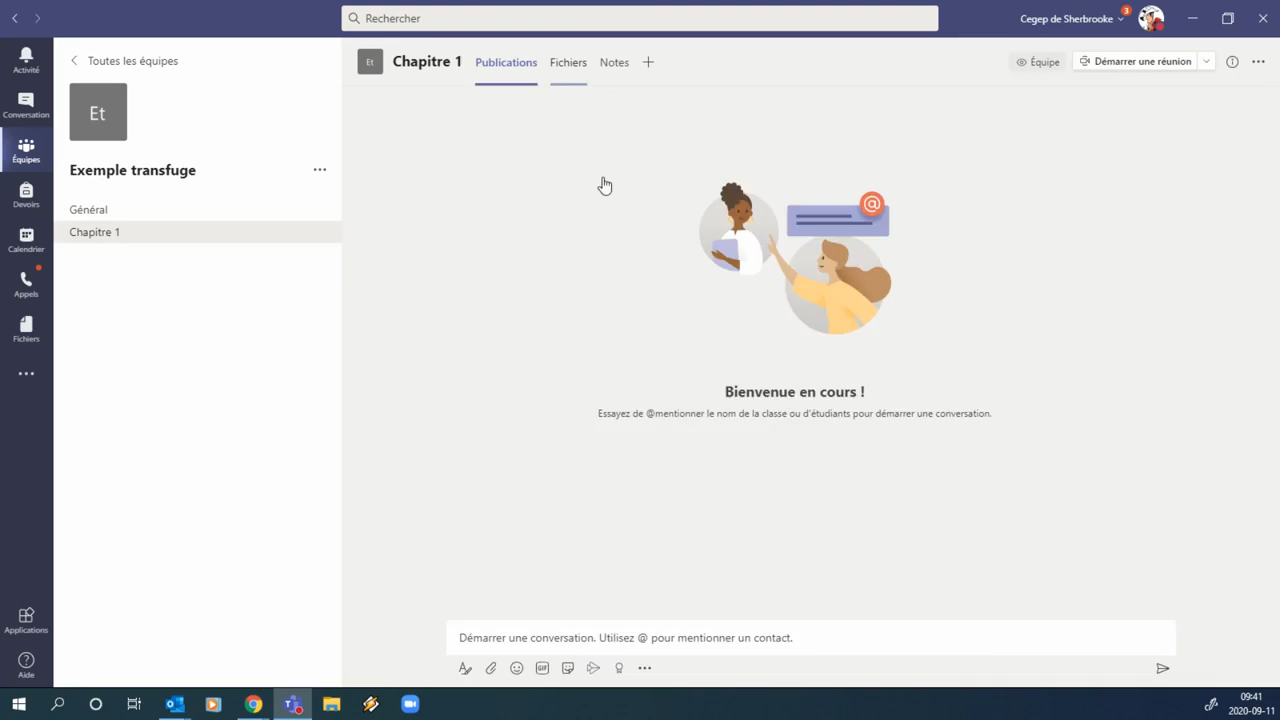 Rechercher
Cegep de Sherbrooke
3
Activité
Conversation
Équipes
Devoirs
Calendrier
Appels
Fichiers
Applications
Aide
Toutes les équipes
Et
Exemple transfuge
Général
Chapitre 1
Et
Chapitre 1
Publications
Fichiers
Notes
Équipe
Démarrer une réunion
@
Bienvenue en cours !
Essayez de @mentionner le nom de la classe ou d'étudiants pour démarrer une conversation.
Démarrer une conversation. Utilisez @ pour mentionner un contact.
GIF
09:41
2020-09-11